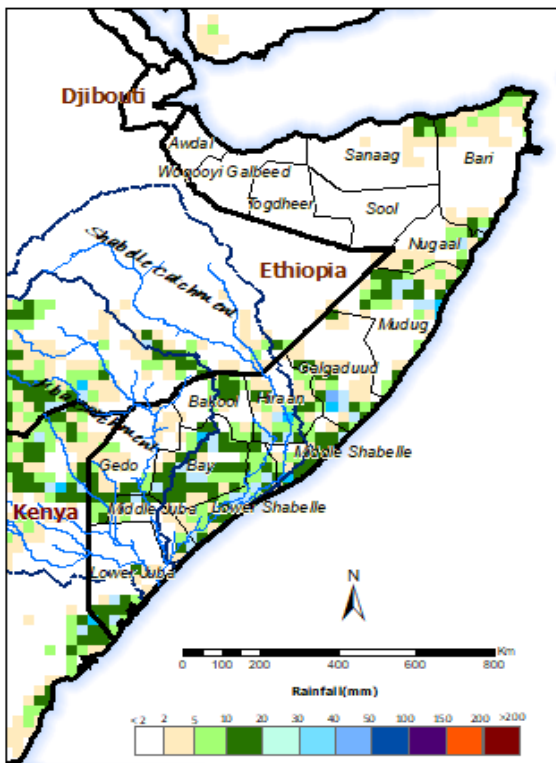 Djibouti
Awdal
Woqooyi Galbeed
Togdheer
Sanaag
Bari
Sool
Nugaal
Shabelle catchment
Ethiopia
Mudug
Galgaduud
Bakool
Hiraan
Gedo
Bay
Middle Shabelle
Kenya
Middle Juba
Lower Shabelle
Lower Juba
N
Km
0 100 200 400 600 800
Rainfall(mm)
<2 2 5 10 20 30 40 50 100 150 200 >200